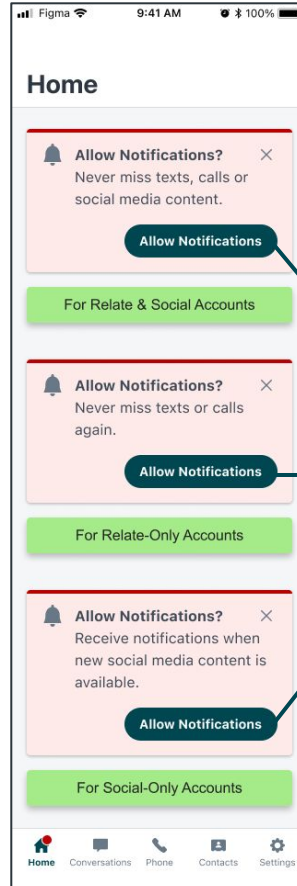 Figma 9:41 AM 100%
Home
Allow Notifications?
Never miss texts, calls or
social media content.
Allow Notifications
For Relate & Social Accounts
Allow Notifications?
Never miss texts or calls
again.
Allow Notifications
For Relate-Only Accounts
Allow Notifications?
Receive notifications when
new social media content is
available.
Allow Notifications
For Social-Only Accounts
Home Conversations Phone Contacts Settings